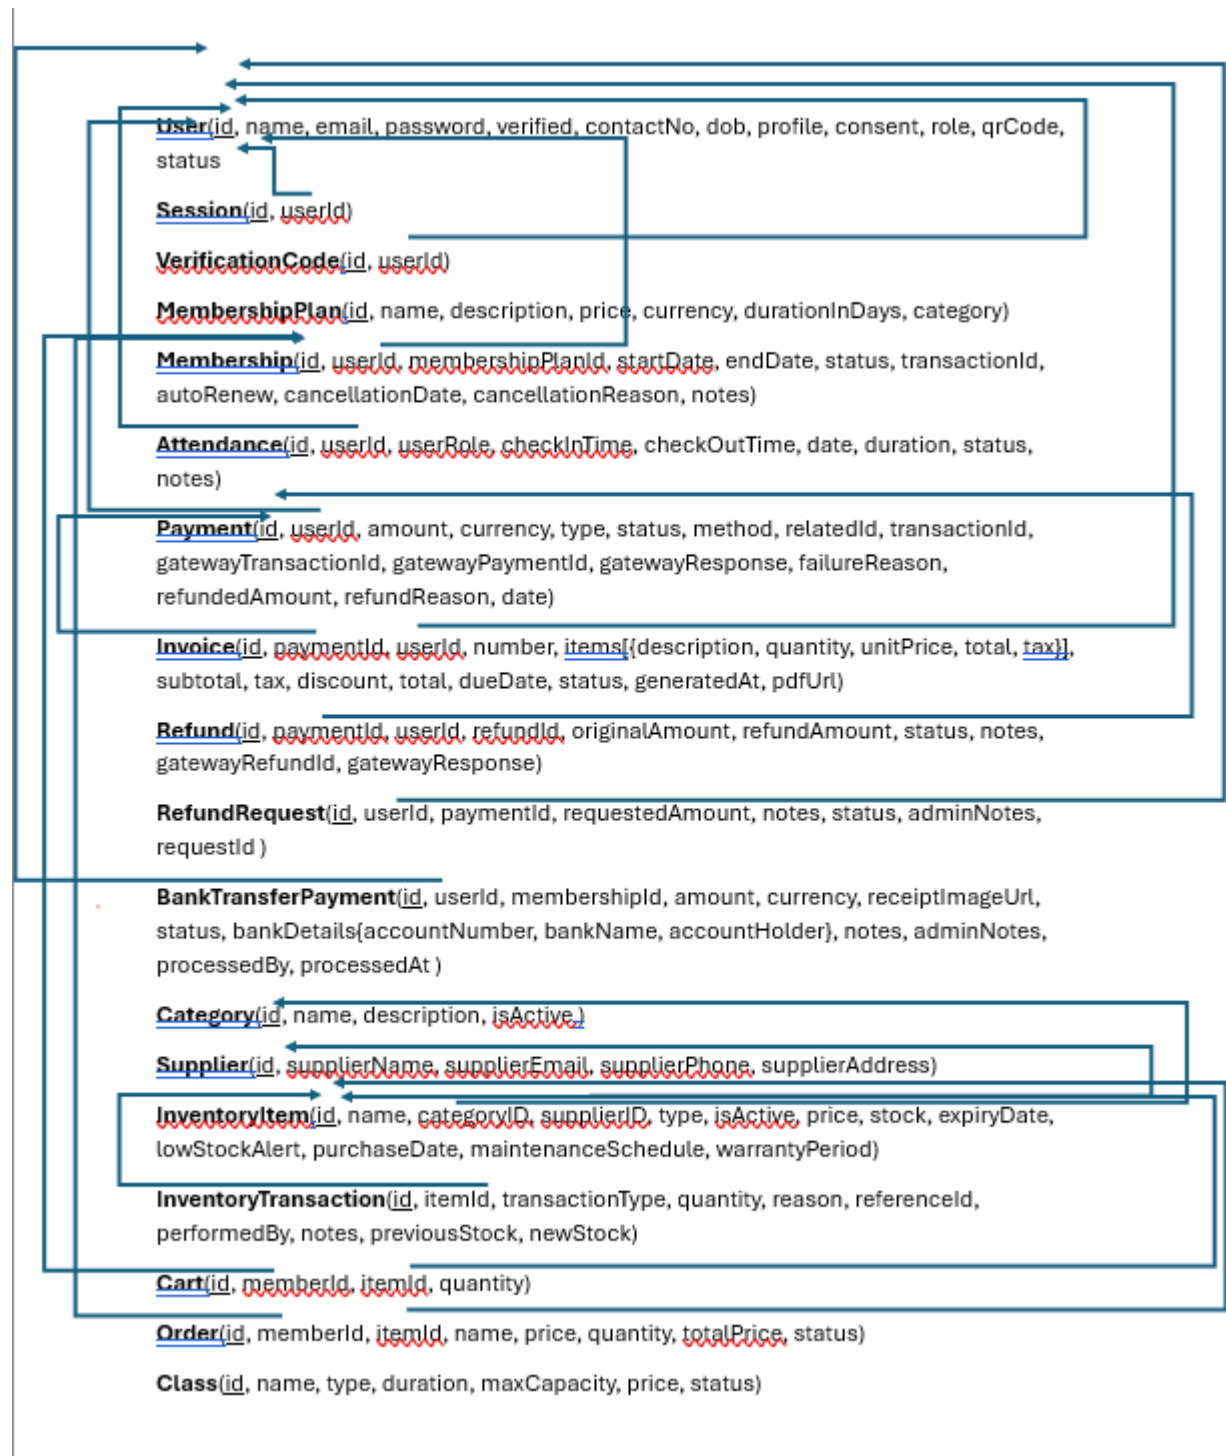 User(id, name, email, password, verified, contactNo, dob, profile, consent, role, qrCode,
status
Session(id, userId)
VerificationCode(id, userId)
MembershipPlan(id, name, description, price, currency, durationInDays, category)
Membership(id, userId, membershipPlanId, startDate, endDate, status, transactionId,
autoRenew, cancellationDate, cancellationReason, notes)
Attendance(id, userId, userRole, checkInTime, checkOutTime, date, duration, status,
notes)
Payment(id, userId, amount, currency, type, status, method, relatedId, transactionId,
gatewayTransactionId, gatewayPaymentId, gatewayResponse, failureReason,
refundedAmount, refundReason, date)
Invoice(id, paymentId, userId, number, items[{description, quantity, unitPrice, total, tax}],
subtotal, tax, discount, total, dueDate, status, generatedAt, pdfUrl)
Refund(id, paymentId, userId, refundId, originalAmount, refundAmount, status, notes,
gatewayRefundId, gatewayResponse)
RefundRequest(id, userId, paymentId, requestedAmount, notes, status, adminNotes,
requestId )
BankTransferPayment(id, userId, membershipId, amount, currency, receiptImageUrl,
status, bankDetails{accountNumber, bankName, accountHolder}, notes, adminNotes,
processedBy, processedAt )
Category(id, name, description, isActive,)
Supplier(id, supplierName, supplierEmail, supplierPhone, supplierAddress)
InventoryItem(id, name, categoryID, supplierID, type, isActive, price, stock, expiryDate,
lowStockAlert, purchaseDate, maintenanceSchedule, warrantyPeriod)
InventoryTransaction(id, itemId, transactionType, quantity, reason, referenceId,
performedBy, notes, previousStock, newStock)
Cart(id, memberId, itemId, quantity)
Order(id, memberId, itemId, name, price, quantity, totalPrice, status)
Class(id, name, type, duration, maxCapacity, price, status)